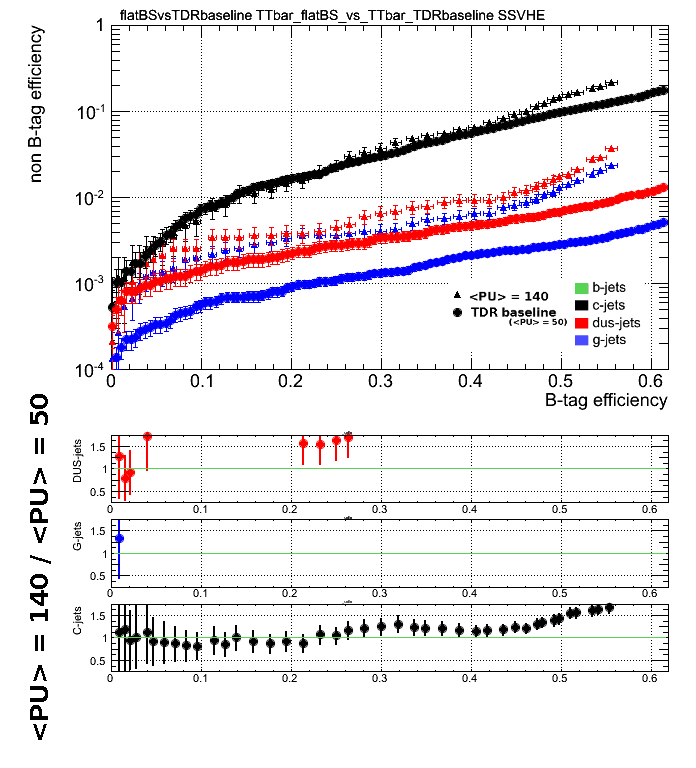 flatBSvsTDRbaseline TTbar_flatBS_vs_TTbar_TDRbaseline SSVHE
non B-tag efficiency
1
10-1
10-2
10-3
10-4
0 0.1 0.2 0.3 0.4 0.5 0.6
B-tag efficiency
<PU> = 140
TDR baseline
(<PU> = 50)
b-jets
c-jets
dus-jets
g-jets
<PU> = 140 / <PU> = 50
DUS-jets
1.5
1
0.5
0 0.1 0.2 0.3 0.4 0.5 0.6
G-jets
1.5
1
0.5
0 0.1 0.2 0.3 0.4 0.5 0.6
C-jets
1.5
1
0.5
0 0.1 0.2 0.3 0.4 0.5 0.6